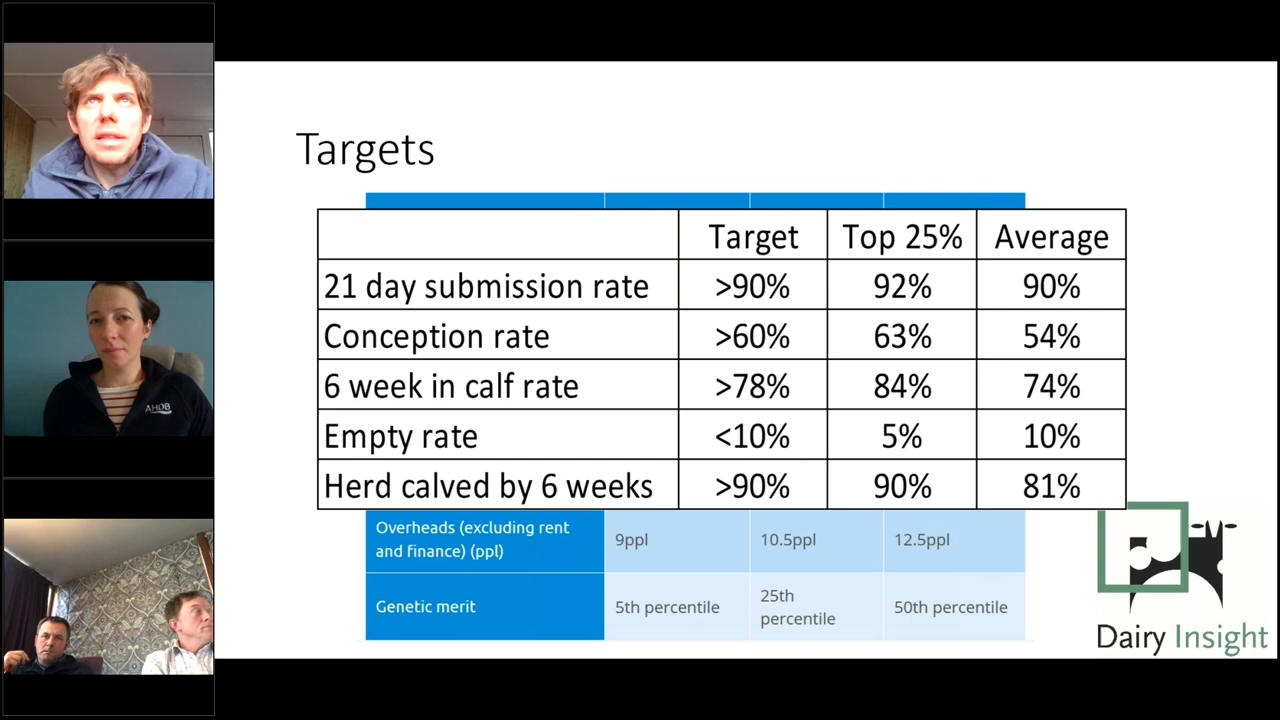 Targets
Target Top 25% Average
21 day submission rate >90% 92% 90%
Conception rate >60% 63% 54%
6 week in calf rate >78% 84% 74%
Empty rate <10% 5% 10%
Herd calved by 6 weeks >90% 90% 81%
Overheads (excluding rent
and finance) (ppl) 9ppl 10.5ppl 12.5ppl
Genetic merit 5th percentile 25th
percentile 50th percentile
Dairy Insight
AHDB